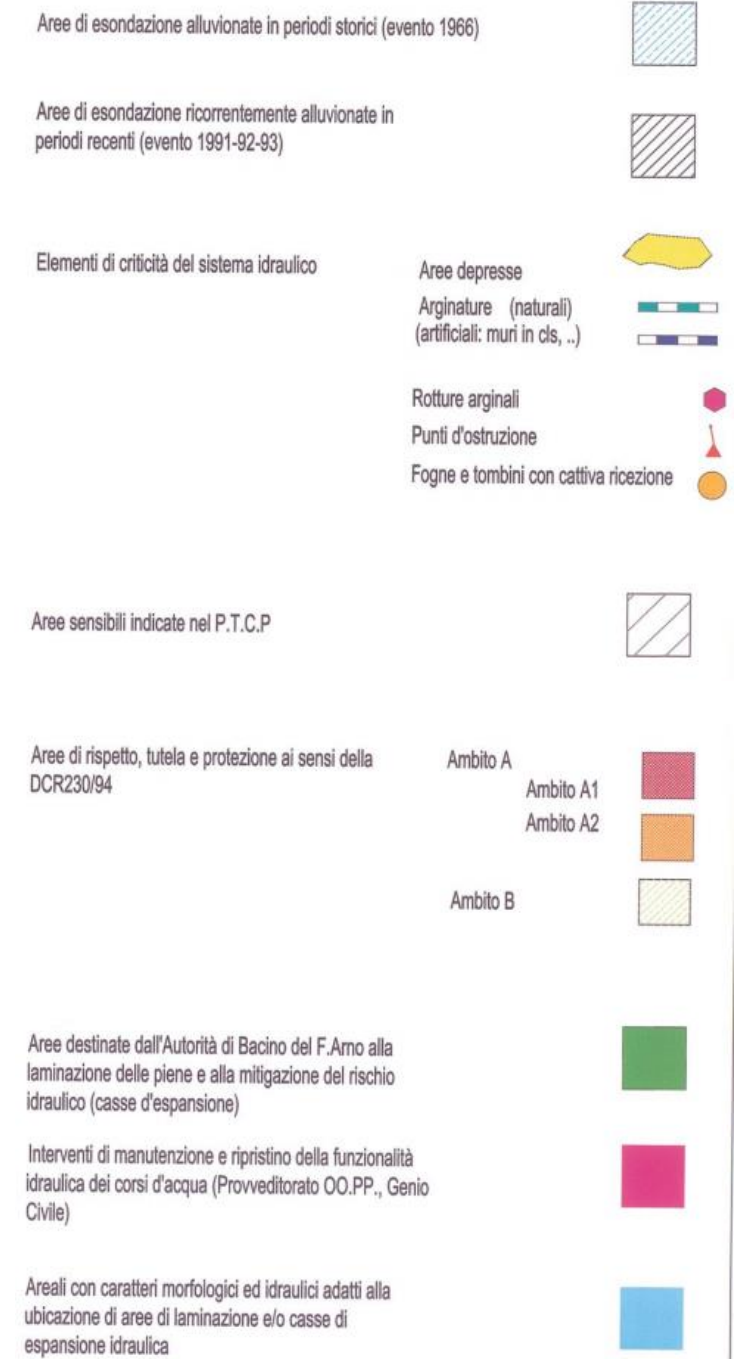 Aree di esondazione alluvionate in periodi storici (evento 1966)
Aree di esondazione ricorrentemente alluvionate in
periodi recenti (evento 1991-92-93)
Elementi di criticità del sistema idraulico
Aree depresse
Arginature (naturali)
(artificiali: muri in cls, ..)
Rotture arginali
Punti d'ostruzione
Fogne e tombini con cattiva ricezione
Aree sensibili indicate nel P.T.C.P
Aree di rispetto, tutela e protezione ai sensi della
DCR230/94
Ambito A
Ambito A1
Ambito A2
Ambito B
Aree destinate dall'Autorità di Bacino del F.Arno alla
laminazione delle piene e alla mitigazione del rischio
idraulico (casse d'espansione)
Interventi di manutenzione e ripristino della funzionalità
idraulica dei corsi d'acqua (Provveditorato OO.PP., Genio
Civile)
Areali con caratteri morfologici ed idraulici adatti alla
ubicazione di aree di laminazione e/o casse di
espansione idraulica